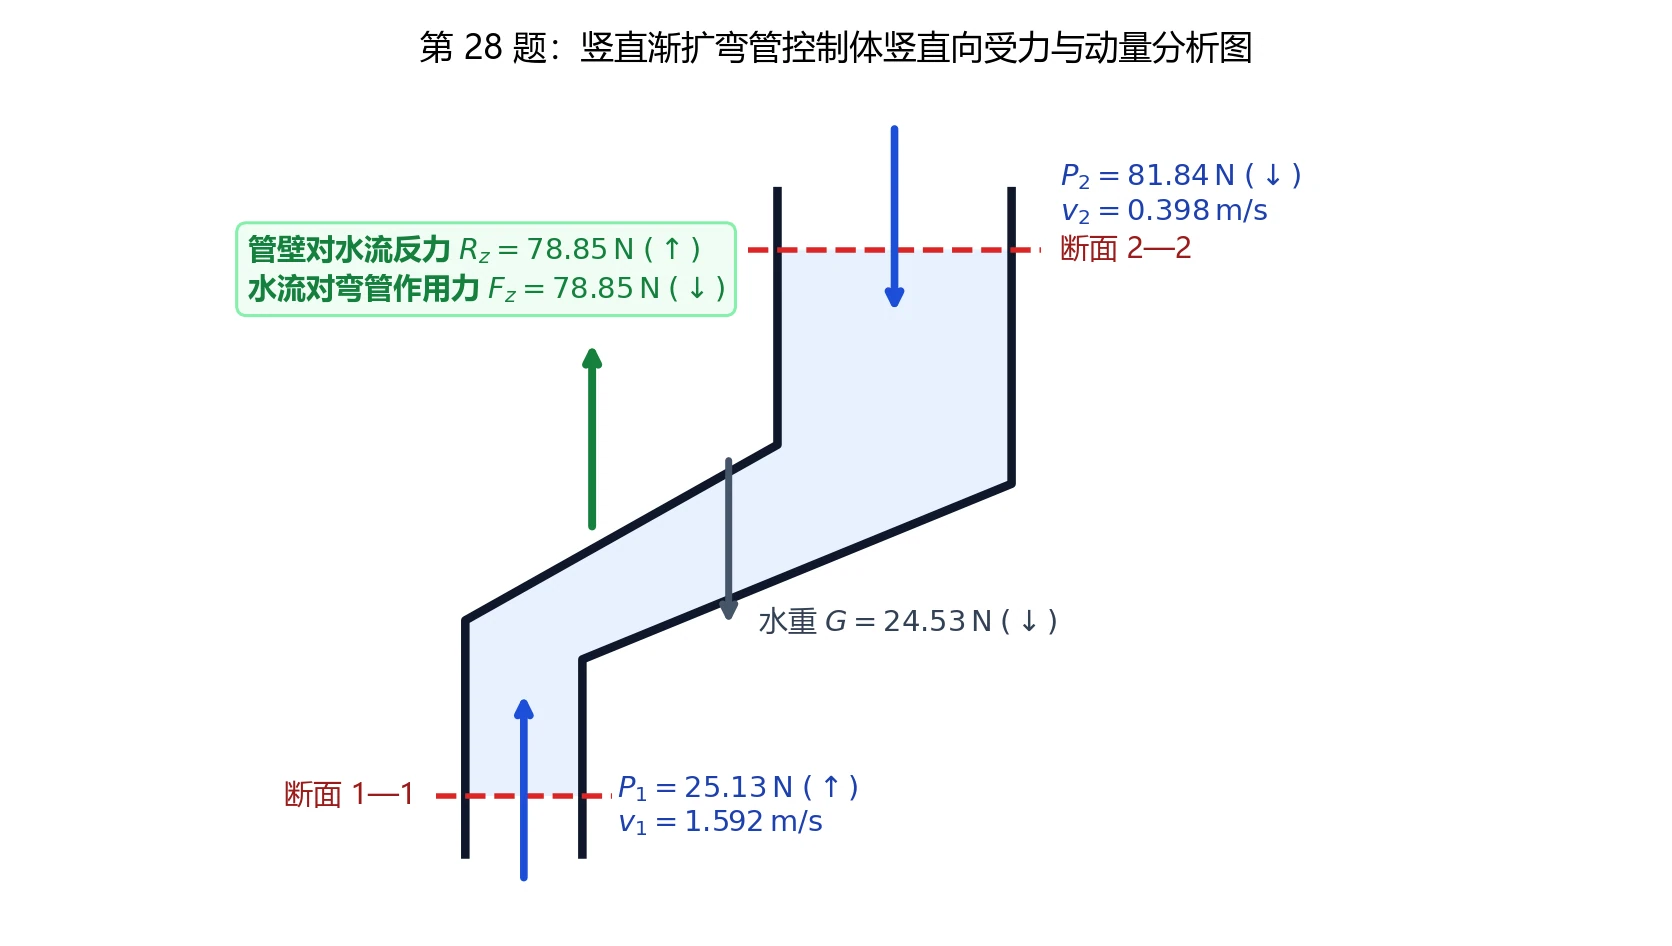 第 28 题：竖直渐扩弯管控制体竖直向受力与动量分析图
P₂ = 81.84 N (↓)
v₂ = 0.398 m/s
断面 2—2
管壁对水流反力 R_z = 78.85 N (↑)
水流对弯管作用力 F_z = 78.85 N (↓)
水重 G = 24.53 N (↓)
断面 1—1
P₁ = 25.13 N (↑)
v₁ = 1.592 m/s